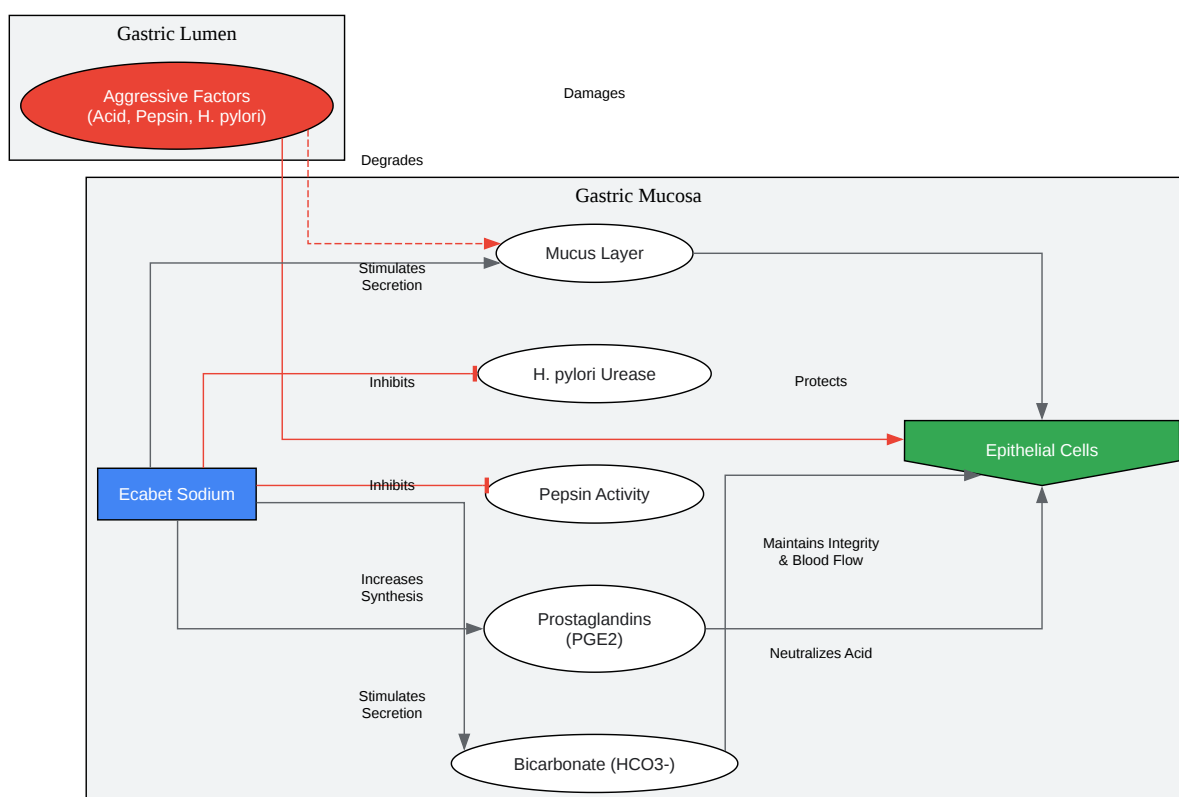 Gastric Lumen
Aggressive Factors
(Acid, Pepsin, H. pylori)
Damages
Degrades
Gastric Mucosa
Mucus Layer
Stimulates
Secretion
H. pylori Urease
Inhibits
Protects
Epithelial Cells
Ecabet Sodium
Inhibits
Pepsin Activity
Maintains Integrity
& Blood Flow
Increases
Synthesis
Prostaglandins
(PGE2)
Neutralizes Acid
Stimulates
Secretion
Bicarbonate (HCO3-)